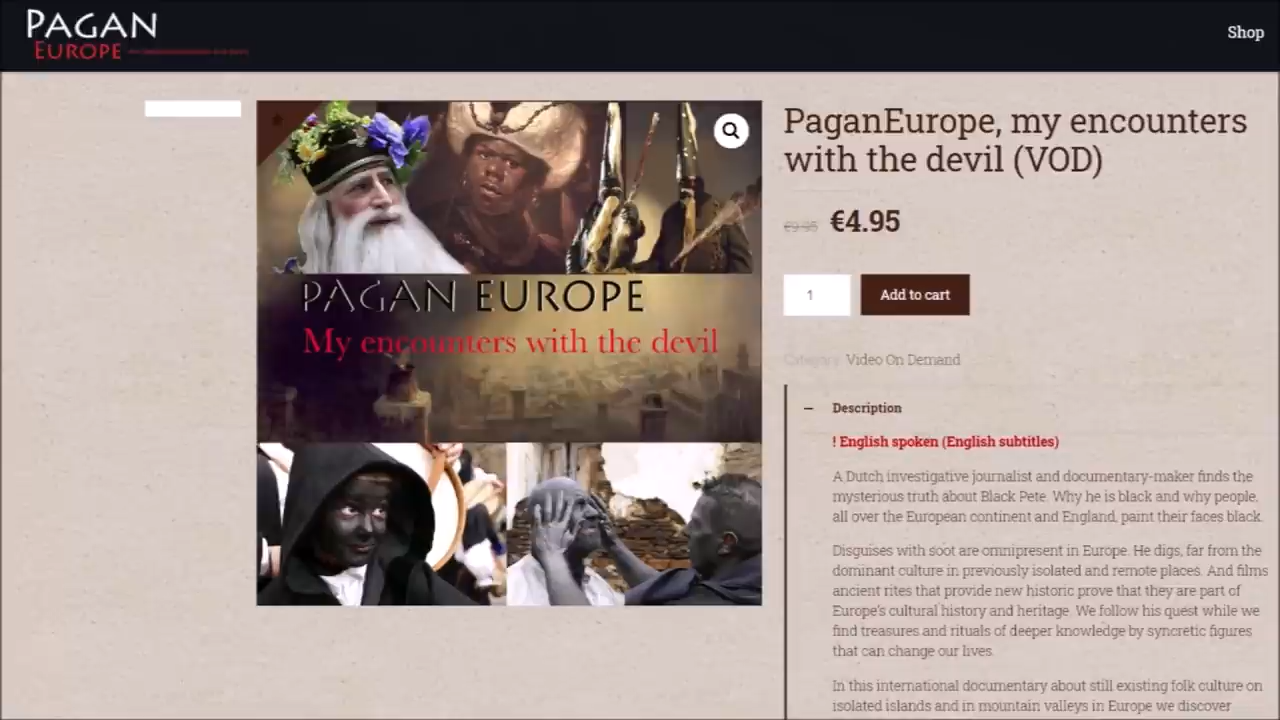 PAGAN
EUROPE
Shop
PaganEurope, my encounters
with the devil (VOD)
€9.95 €4.95
1 Add to cart
PAGAN EUROPE
My encounters with the devil
Category: Video On Demand
– Description
! English spoken (English subtitles)
A Dutch investigative journalist and documentary-maker finds the
mysterious truth about Black Pete. Why he is black and why people,
all over the European continent and England, paint their faces black.
Disguises with soot are omnipresent in Europe. He digs, far from the
dominant culture in previously isolated and remote places. And films
ancient rites that provide new historic prove that they are part of
Europe's cultural history and heritage. We follow his quest while we
find treasures and rituals of deeper knowledge by syncretic figures
that can change our lives.
In this international documentary about still existing folk culture on
isolated islands and in mountain valleys in Europe we discover